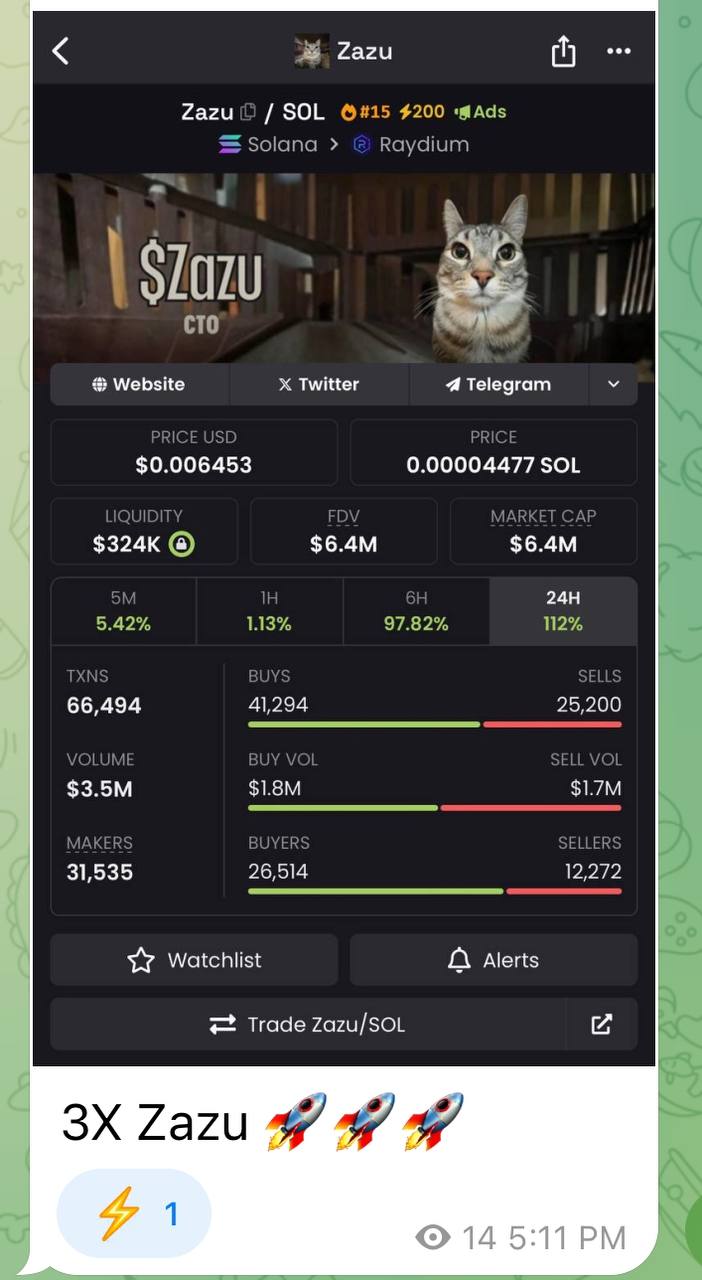 Zazu
Zazu / SOL #15 200 Ads
Solana > Raydium
$Zazu
CTO
Website Twitter Telegram
PRICE USD PRICE
$0.006453 0.00004477 SOL
LIQUIDITY FDV MARKET CAP
$324K $6.4M $6.4M
5M 1H 6H 24H
5.42% 1.13% 97.82% 112%
TXNS BUYS SELLS
66,494 41,294 25,200
VOLUME BUY VOL SELL VOL
$3.5M $1.8M $1.7M
MAKERS BUYERS SELLERS
31,535 26,514 12,272
Watchlist Alerts
Trade Zazu/SOL
3X Zazu 🚀🚀🚀
⚡ 1
14 5:11 PM